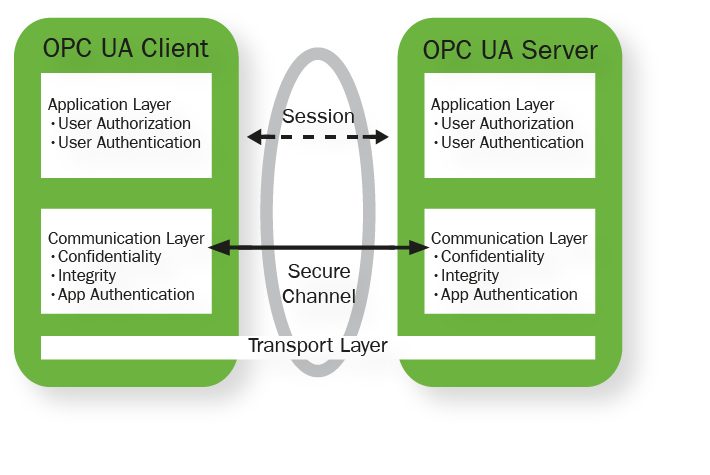 OPC UA Client
Application Layer
· User Authorization
· User Authentication
Communication Layer
· Confidentiality
· Integrity
· App Authentication
Session
Secure
Channel
Transport Layer
OPC UA Server
Application Layer
· User Authorization
· User Authentication
Communication Layer
· Confidentiality
· Integrity
· App Authentication